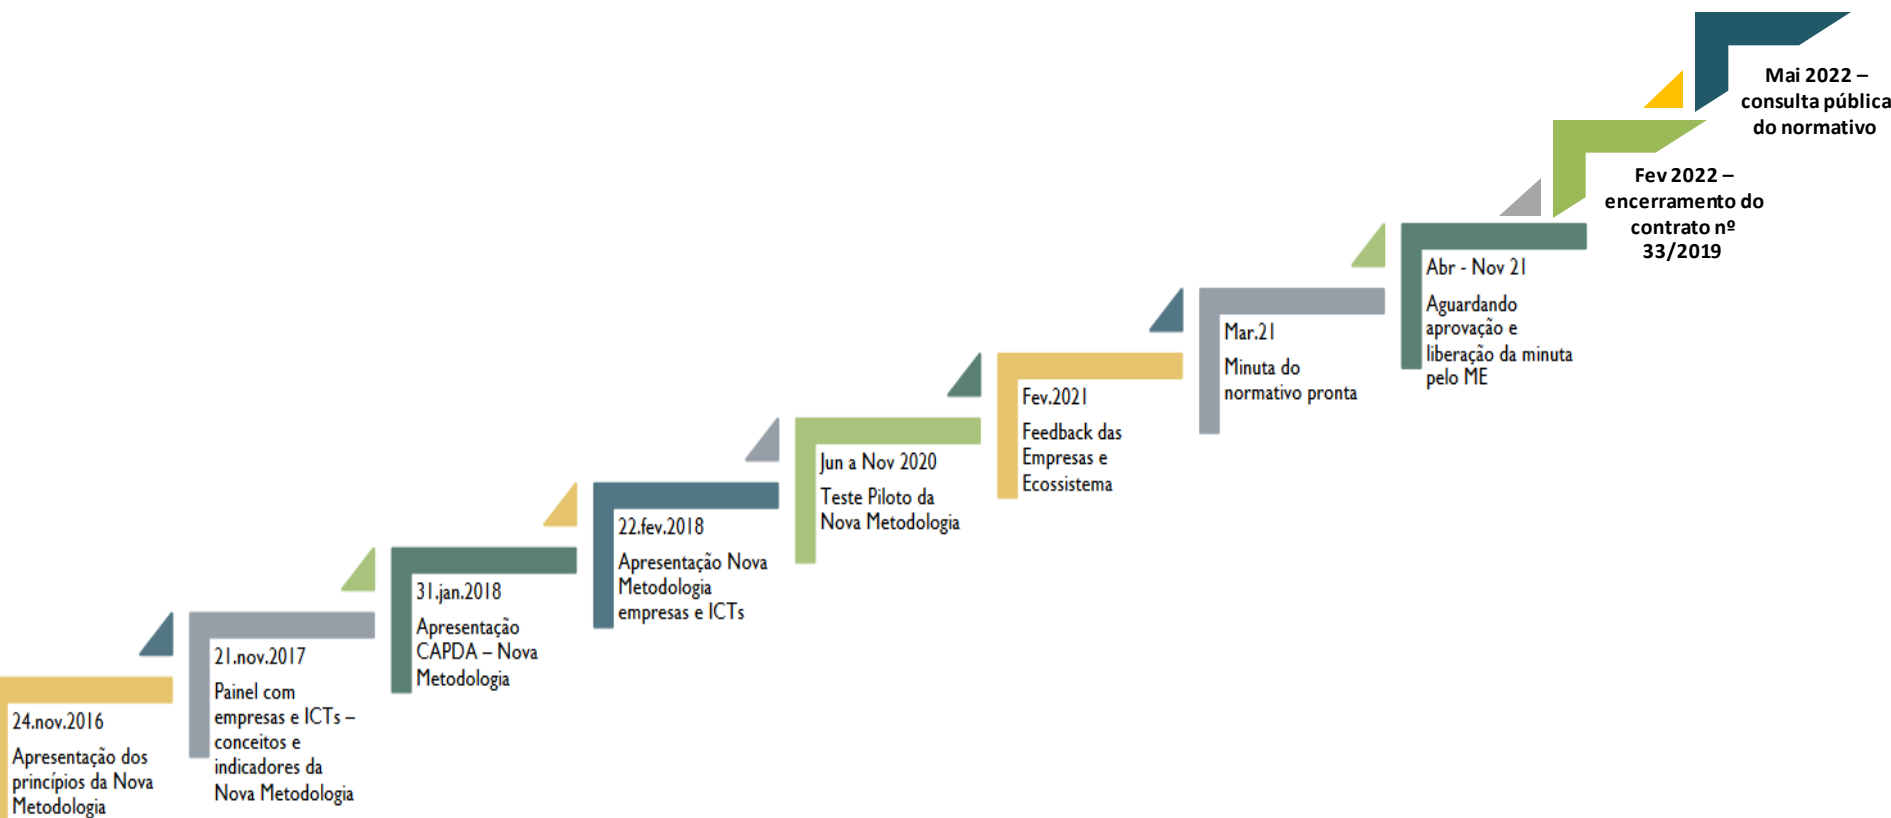 24.nov.2016
Apresentação dos
princípios da Nova
Metodologia
21.nov.2017
Painel com
empresas e ICTs –
conceitos e
indicadores da
Nova Metodologia
31.jan.2018
Apresentação
CAPDA – Nova
Metodologia
22.fev.2018
Apresentação Nova
Metodologia
empresas e ICTs
Jun a Nov 2020
Teste Piloto da
Nova Metodologia
Fev.2021
Feedback das
Empresas e
Ecossistema
Mar.21
Minuta do
normativo pronta
Abr - Nov 21
Aguardando
aprovação e
liberação da minuta
pelo ME
Fev 2022 –
encerramento do
contrato nº
33/2019
Mai 2022 –
consulta pública
do normativo